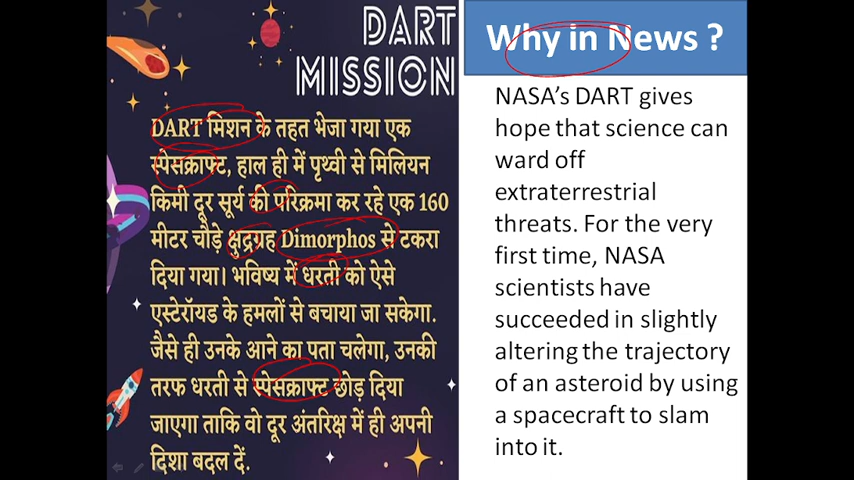 DART
MISSION
DART मिशन के तहत भेजा गया एक
स्पेसक्राफ्ट, हाल ही में पृथ्वी से मिलियन
किमी दूर सूर्य की परिक्रमा कर रहे एक 160
मीटर चौड़े क्षुद्रग्रह Dimorphos से टकरा
दिया गया। भविष्य में धरती को ऐसे
एस्टेरॉयड के हमलों से बचाया जा सकेगा.
जैसे ही उनके आने का पता चलेगा, उनकी
तरफ धरती से स्पेसक्राफ्ट छोड़ दिया
जाएगा ताकि वो दूर अंतरिक्ष में ही अपनी
दिशा बदल दें.
Why in News ?
NASA’s DART gives
hope that science can
ward off
extraterrestrial
threats. For the very
first time, NASA
scientists have
succeeded in slightly
altering the trajectory
of an asteroid by using
a spacecraft to slam
into it.